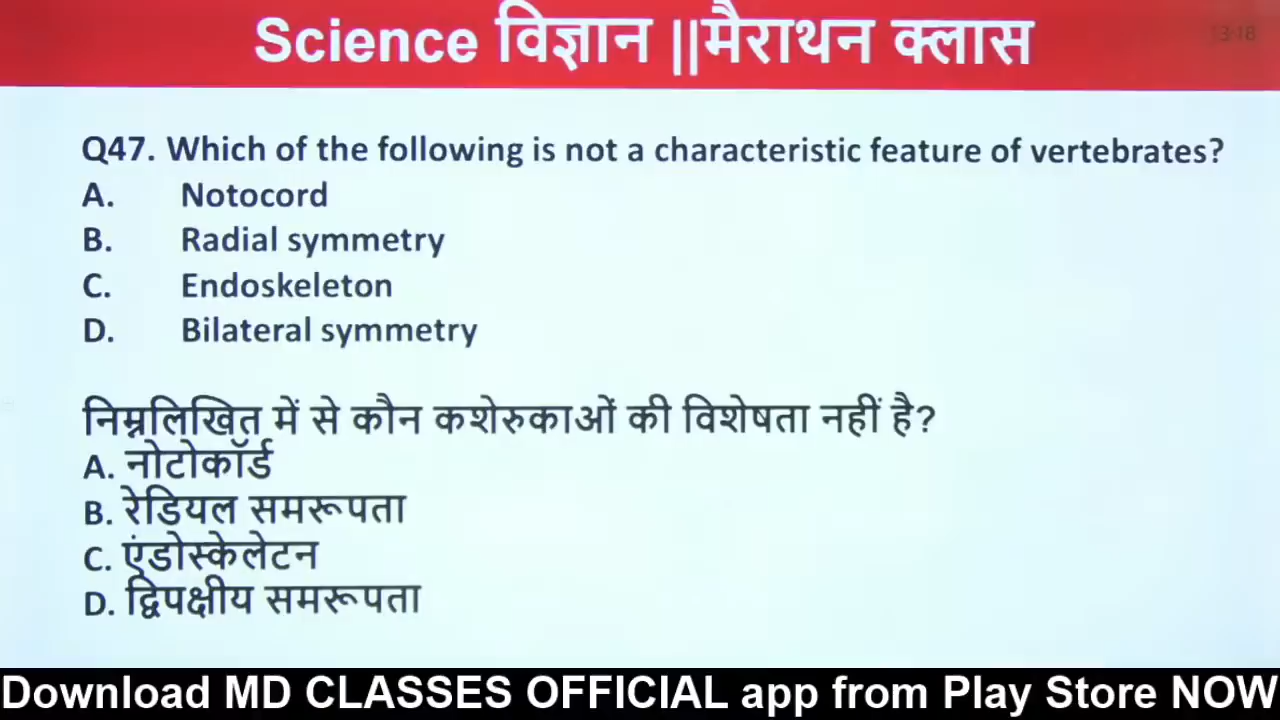 Science विज्ञान ||मैराथन क्लास
13:18
Q47. Which of the following is not a characteristic feature of vertebrates?
A. Notocord
B. Radial symmetry
C. Endoskeleton
D. Bilateral symmetry
निम्नलिखित में से कौन कशेरुकाओं की विशेषता नहीं है?
A. नोटोकॉर्ड
B. रेडियल समरूपता
C. एंडोस्केलेटन
D. द्विपक्षीय समरूपता
Download MD CLASSES OFFICIAL app from Play Store NOW